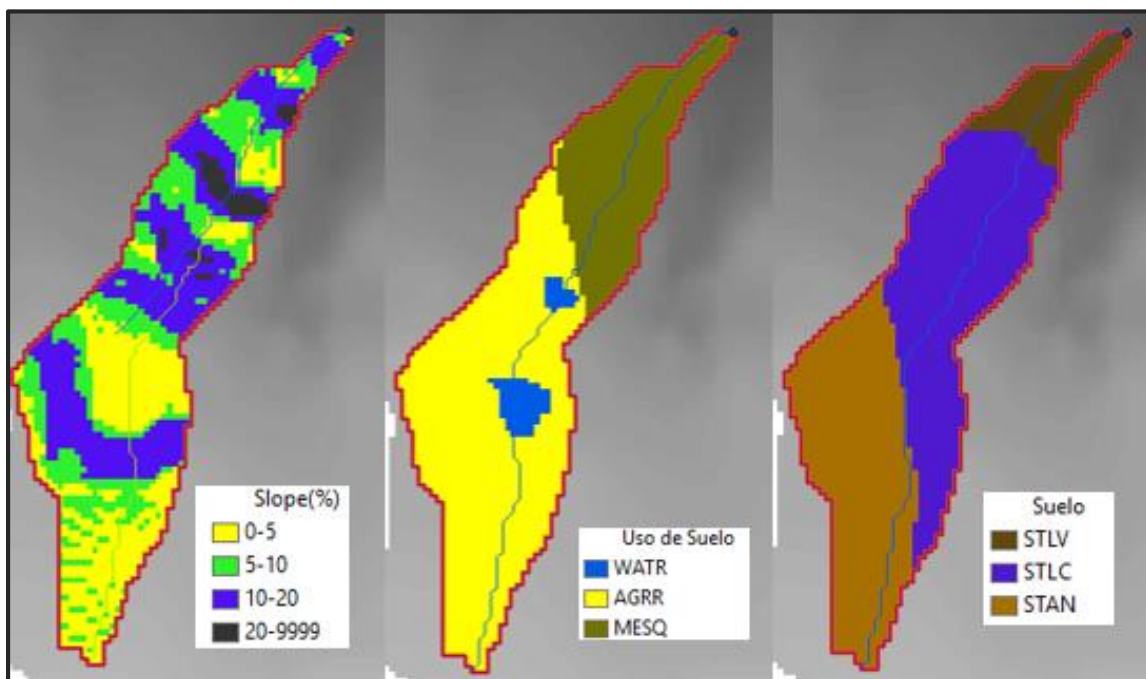 Slope(%)
0-5
5-10
10-20
20-9999
Uso de Suelo
WATR
AGRR
MESQ
Suelo
STLV
STLC
STAN